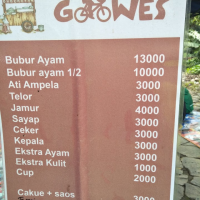 GOWES
Bubur Ayam 13000
Bubur ayam 1/2 10000
Ati Ampela 3000
Telor 3000
Jamur 4000
Sayap 3000
Ceker 3000
Kepala 3000
Ekstra Ayam 3000
Ekstra Kulit 1000
Cup 2000
Cakue + saos 3000